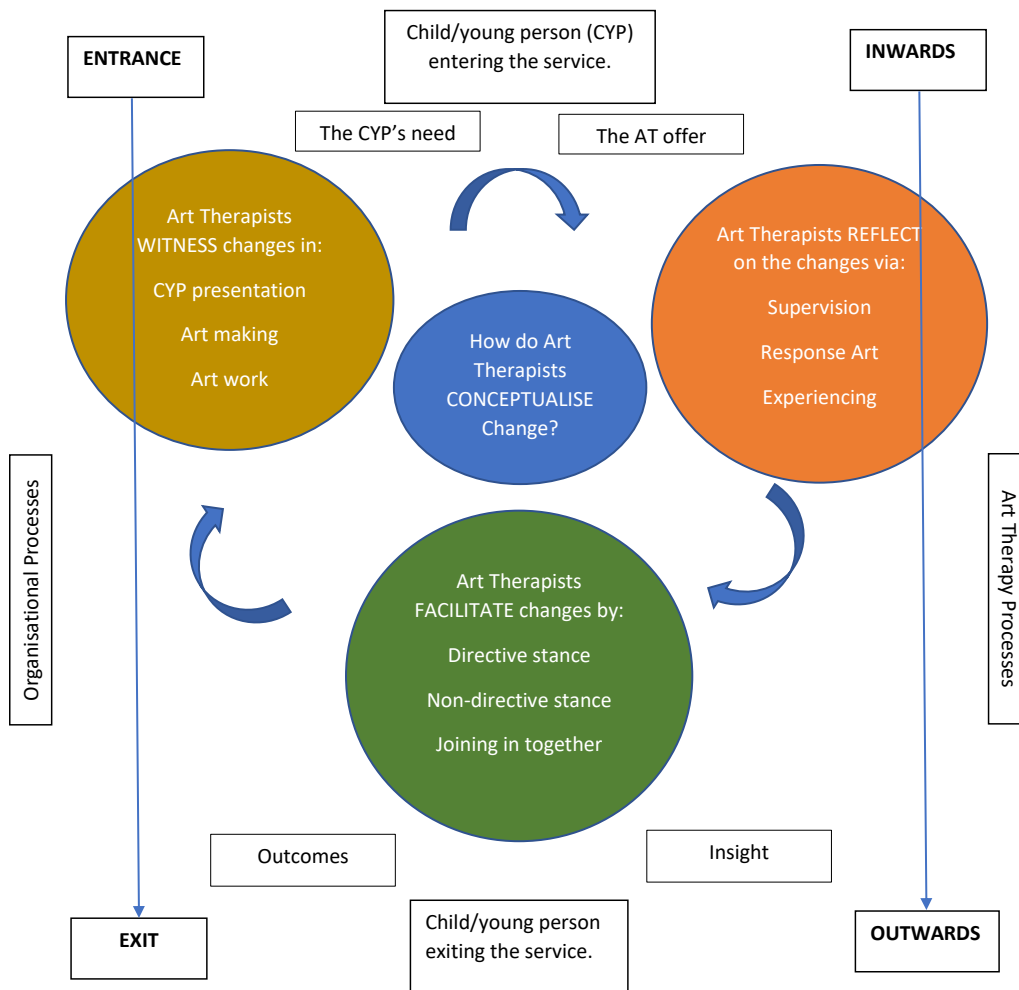 Child/young person (CYP)
entering the service.
ENTRANCE
INWARDS
The CYP’s need
The AT offer
Art Therapists
WITNESS changes in:
CYP presentation
Art making
Art work
Art Therapists REFLECT
on the changes via:
Supervision
Response Art
Experiencing
How do Art
Therapists
CONCEPTUALISE
Change?
Organisational Processes
Art Therapy Processes
Art Therapists
FACILITATE changes by:
Directive stance
Non-directive stance
Joining in together
Outcomes
Insight
EXIT
Child/young person
exiting the service.
OUTWARDS